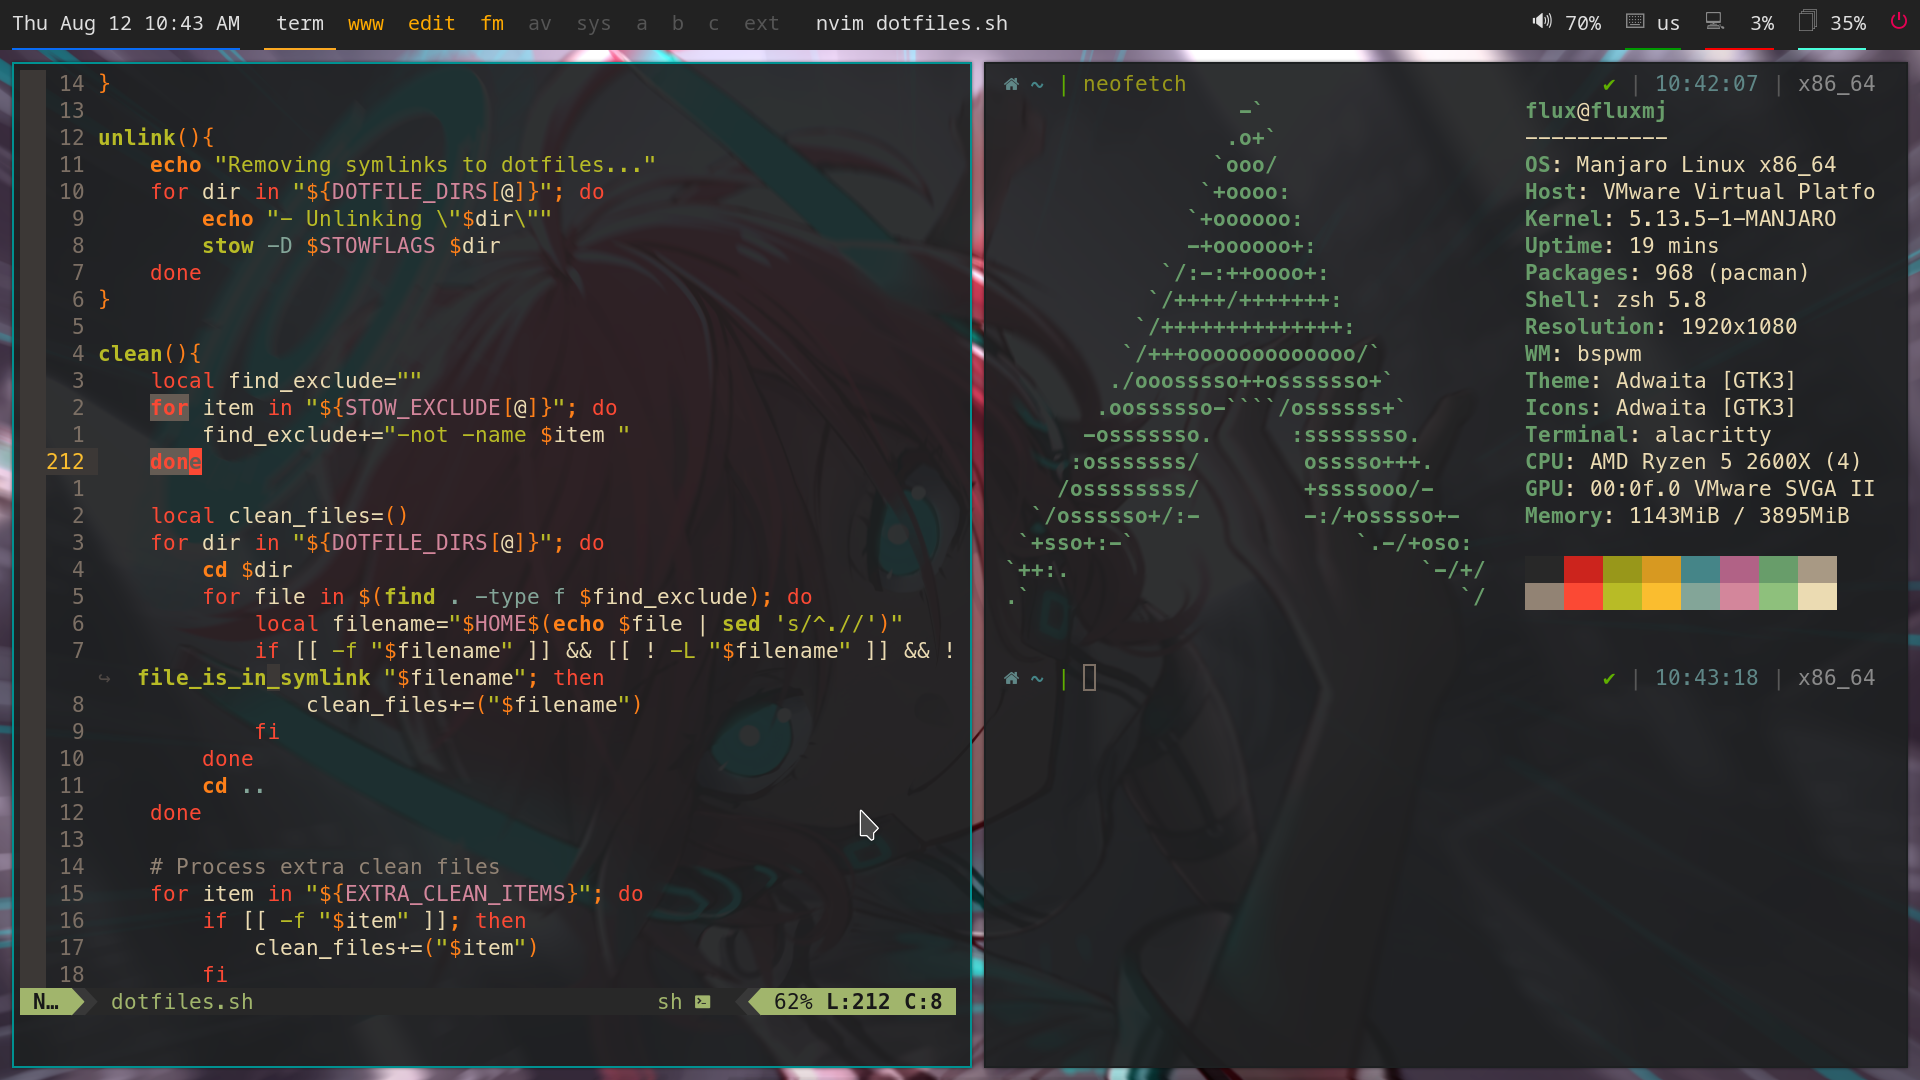 Thu Aug 12 10:43 AM term www edit fm av sys a b c ext nvim dotfiles.sh 70% us 3% 35%
14 }
13
12 unlink(){
11 echo "Removing symlinks to dotfiles..."
10 for dir in "${DOTFILE_DIRS[@]}"; do
9 echo "- Unlinking \"$dir\""
8 stow -D $STOWFLAGS $dir
7 done
6 }
5
4 clean(){
3 local find_exclude=""
2 for item in "${STOW_EXCLUDE[@]}"; do
1 find_exclude+="-not -name $item "
212 done
1
2 local clean_files=()
3 for dir in "${DOTFILE_DIRS[@]}"; do
4 cd $dir
5 for file in $(find . -type f $find_exclude); do
6 local filename="$HOME$(echo $file | sed 's/^.//')"
7 if [[ -f "$filename" ]] && [[ ! -L "$filename" ]] && !
↪ file_is_in_symlink "$filename"; then
8 clean_files+=("$filename")
9 fi
10 done
11 cd ..
12 done
13
14 # Process extra clean files
15 for item in "${EXTRA_CLEAN_ITEMS}"; do
16 if [[ -f "$item" ]]; then
17 clean_files+=("$item")
18 fi
N… dotfiles.sh sh 62% L:212 C:8
~ | neofetch ✔ | 10:42:07 | x86_64
-`
.o+`
`ooo/
`+oooo:
`+oooooo:
-+oooooo+:
`/:-:++oooo+:
`/++++/+++++++:
`/++++++++++++++:
`/+++ooooooooooooo/`
./ooosssso++osssssso+`
.oossssso-````/ossssss+`
-osssssso. :ssssssso.
:osssssss/ osssso+++.
/ossssssss/ +ssssooo/-
`/ossssso+/:- -:/+osssso+-
`+sso+:-` `.-/+oso:
`++:. `-/+/
.` `/
flux@fluxmj
-----------
OS: Manjaro Linux x86_64
Host: VMware Virtual Platfo
Kernel: 5.13.5-1-MANJARO
Uptime: 19 mins
Packages: 968 (pacman)
Shell: zsh 5.8
Resolution: 1920x1080
WM: bspwm
Theme: Adwaita [GTK3]
Icons: Adwaita [GTK3]
Terminal: alacritty
CPU: AMD Ryzen 5 2600X (4)
GPU: 00:0f.0 VMware SVGA II
Memory: 1143MiB / 3895MiB
~ | ✔ | 10:43:18 | x86_64